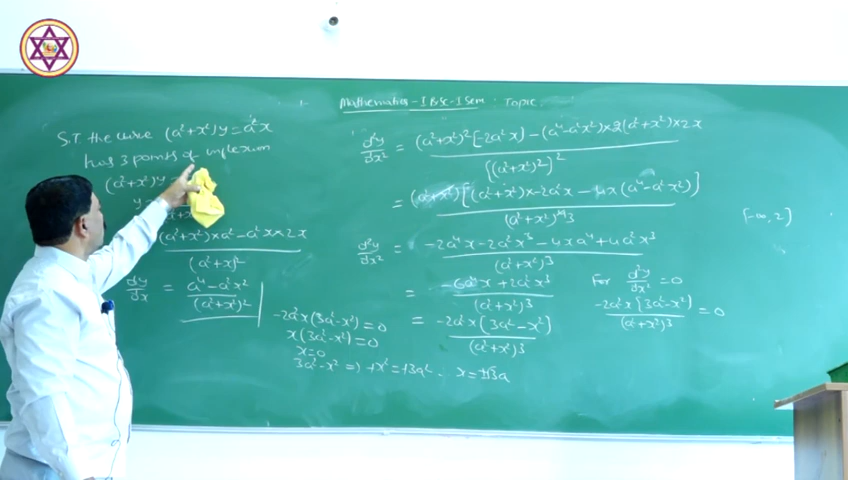 Mathematics-I BSc-I Sem : Topic
S.T. the curve (a²+x²)y = a²x
has 3 points of inflexion
(a²+x²)y
(a²+x²)×a²-a²x×2x
(a²+x²)²
dy/dx = a⁴-a²x²
(a²+x²)²
d²y/dx² = (a²+x²)²[-2a²x]-(a⁴-a²x²)×2(a²+x²)×2x
{(a²+x²)²}²
= (a²+x²)[(a²+x²)×-2a²x-4x(a⁴-a²x²)]
(a²+x²)⁴3
d²y/dx² = -2a⁴x-2a²x³-4xa⁴+4a²x³
(a²+x²)3
= -6a⁴x+2a²x³
(a²+x²)3
= -2a²x[3a²-x²]
(a²+x²)3
-2a²x(3a²-x²)=0
x(3a²-x²)=0
x=0
3a²-x² => +x²=+3a² x=±√3a
[-∞,2]
For d²y/dx² =0
-2a²x[3a²-x²] =0
(a²+x²)3